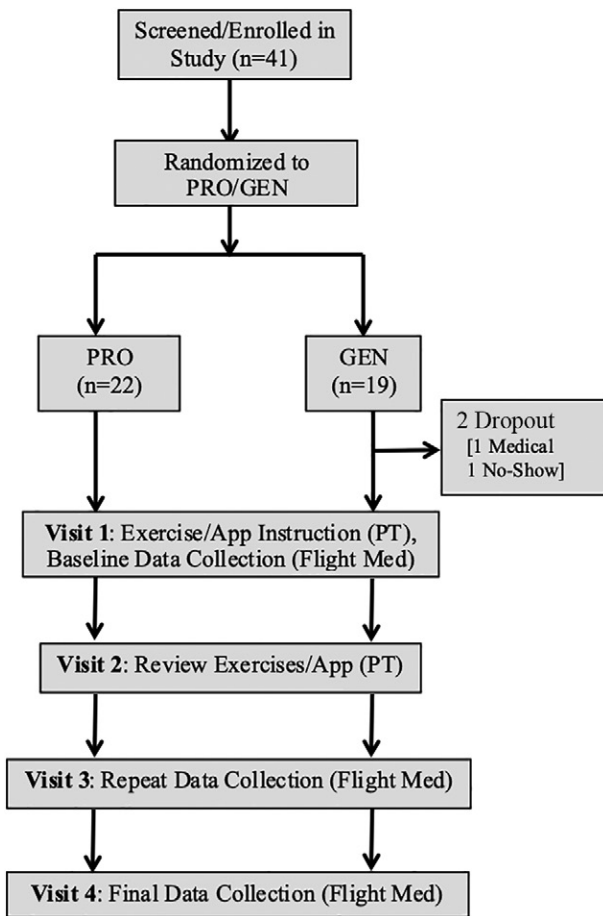 Screened/Enrolled in
Study (n=41)
Randomized to
PRO/GEN
PRO
(n=22)
GEN
(n=19)
2 Dropout
[1 Medical
1 No-Show]
Visit 1: Exercise/App Instruction (PT),
Baseline Data Collection (Flight Med)
Visit 2: Review Exercises/App (PT)
Visit 3: Repeat Data Collection (Flight Med)
Visit 4: Final Data Collection (Flight Med)